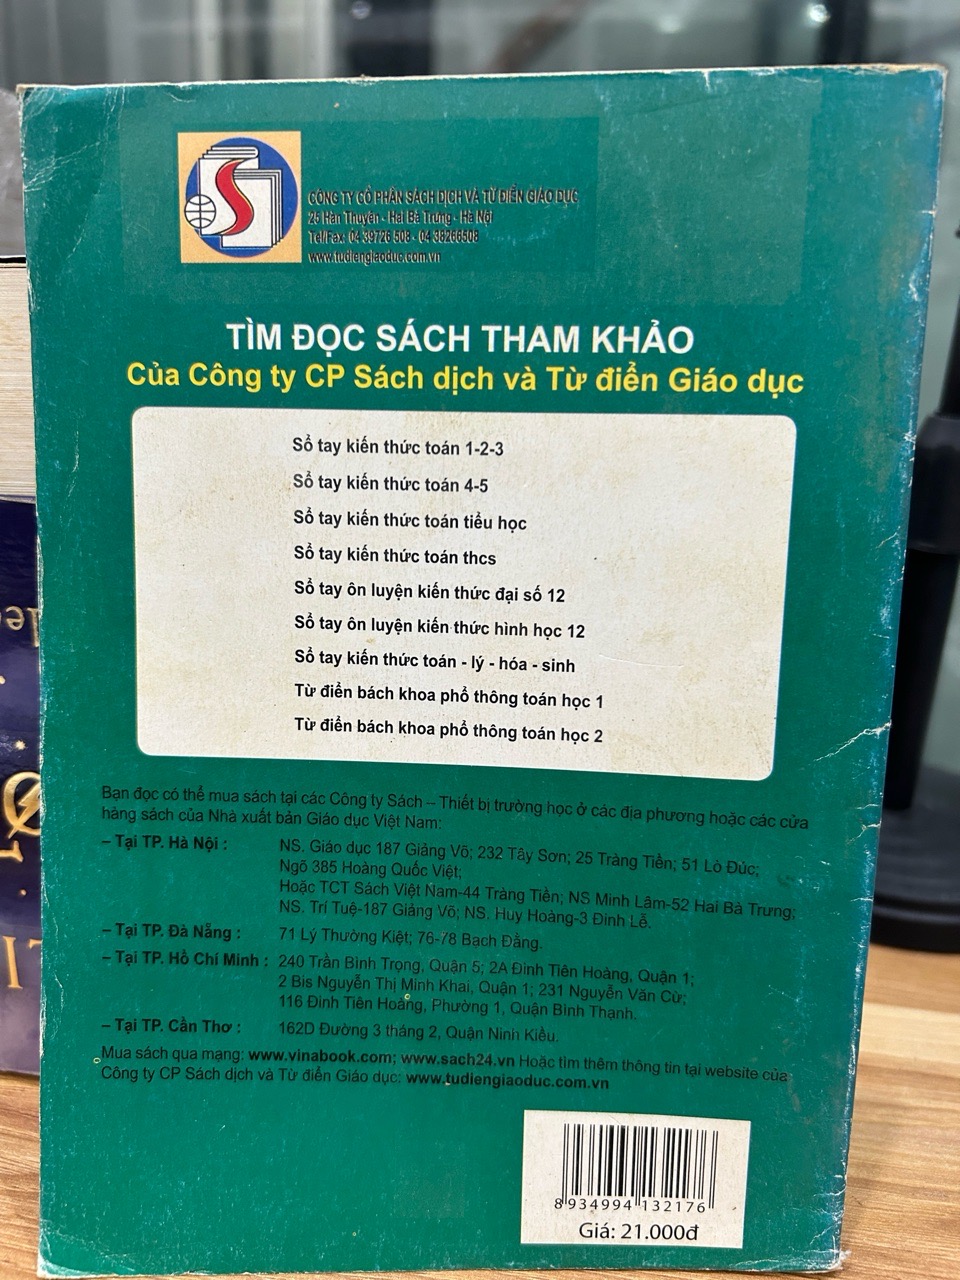 CÔNG TY CỔ PHẦN SÁCH DỊCH VÀ TỪ ĐIỂN GIÁO DỤC
25 Hàn Thuyên - Hai Bà Trưng - Hà Nội
Tel/Fax: 04 39726 508 - 04 38266508
www.tudiengiaoduc.com.vn
TÌM ĐỌC SÁCH THAM KHẢO
Của Công ty CP Sách dịch và Từ điển Giáo dục
Sổ tay kiến thức toán 1-2-3
Sổ tay kiến thức toán 4-5
Sổ tay kiến thức toán tiểu học
Sổ tay kiến thức toán thcs
Sổ tay ôn luyện kiến thức đại số 12
Sổ tay ôn luyện kiến thức hình học 12
Sổ tay kiến thức toán - lý - hóa - sinh
Từ điển bách khoa phổ thông toán học 1
Từ điển bách khoa phổ thông toán học 2
Bạn đọc có thể mua sách tại các Công ty Sách – Thiết bị trường học ở các địa phương hoặc các cửa
hàng sách của Nhà xuất bản Giáo dục Việt Nam:
– Tại TP. Hà Nội : NS. Giáo dục 187 Giảng Võ; 232 Tây Sơn; 25 Tràng Tiền; 51 Lò Đúc;
Ngõ 385 Hoàng Quốc Việt;
Hoặc TCT Sách Việt Nam-44 Tràng Tiền; NS Minh Lâm-52 Hai Bà Trưng;
NS. Trí Tuệ-187 Giảng Võ; NS. Huy Hoàng-3 Đinh Lễ.
– Tại TP. Đà Nẵng : 71 Lý Thường Kiệt; 76-78 Bạch Đằng.
– Tại TP. Hồ Chí Minh : 240 Trần Bình Trọng, Quận 5; 2A Đinh Tiên Hoàng, Quận 1;
2 Bis Nguyễn Thị Minh Khai, Quận 1; 231 Nguyễn Văn Cừ;
116 Đinh Tiên Hoàng, Phường 1, Quận Bình Thạnh.
– Tại TP. Cần Thơ : 162D Đường 3 tháng 2, Quận Ninh Kiều.
Mua sách qua mạng: www.vinabook.com; www.sach24.vn Hoặc tìm thêm thông tin tại website của
Công ty CP Sách dịch và Từ điển Giáo dục: www.tudiengiaoduc.com.vn
8 934994 132176
Giá: 21.000đ